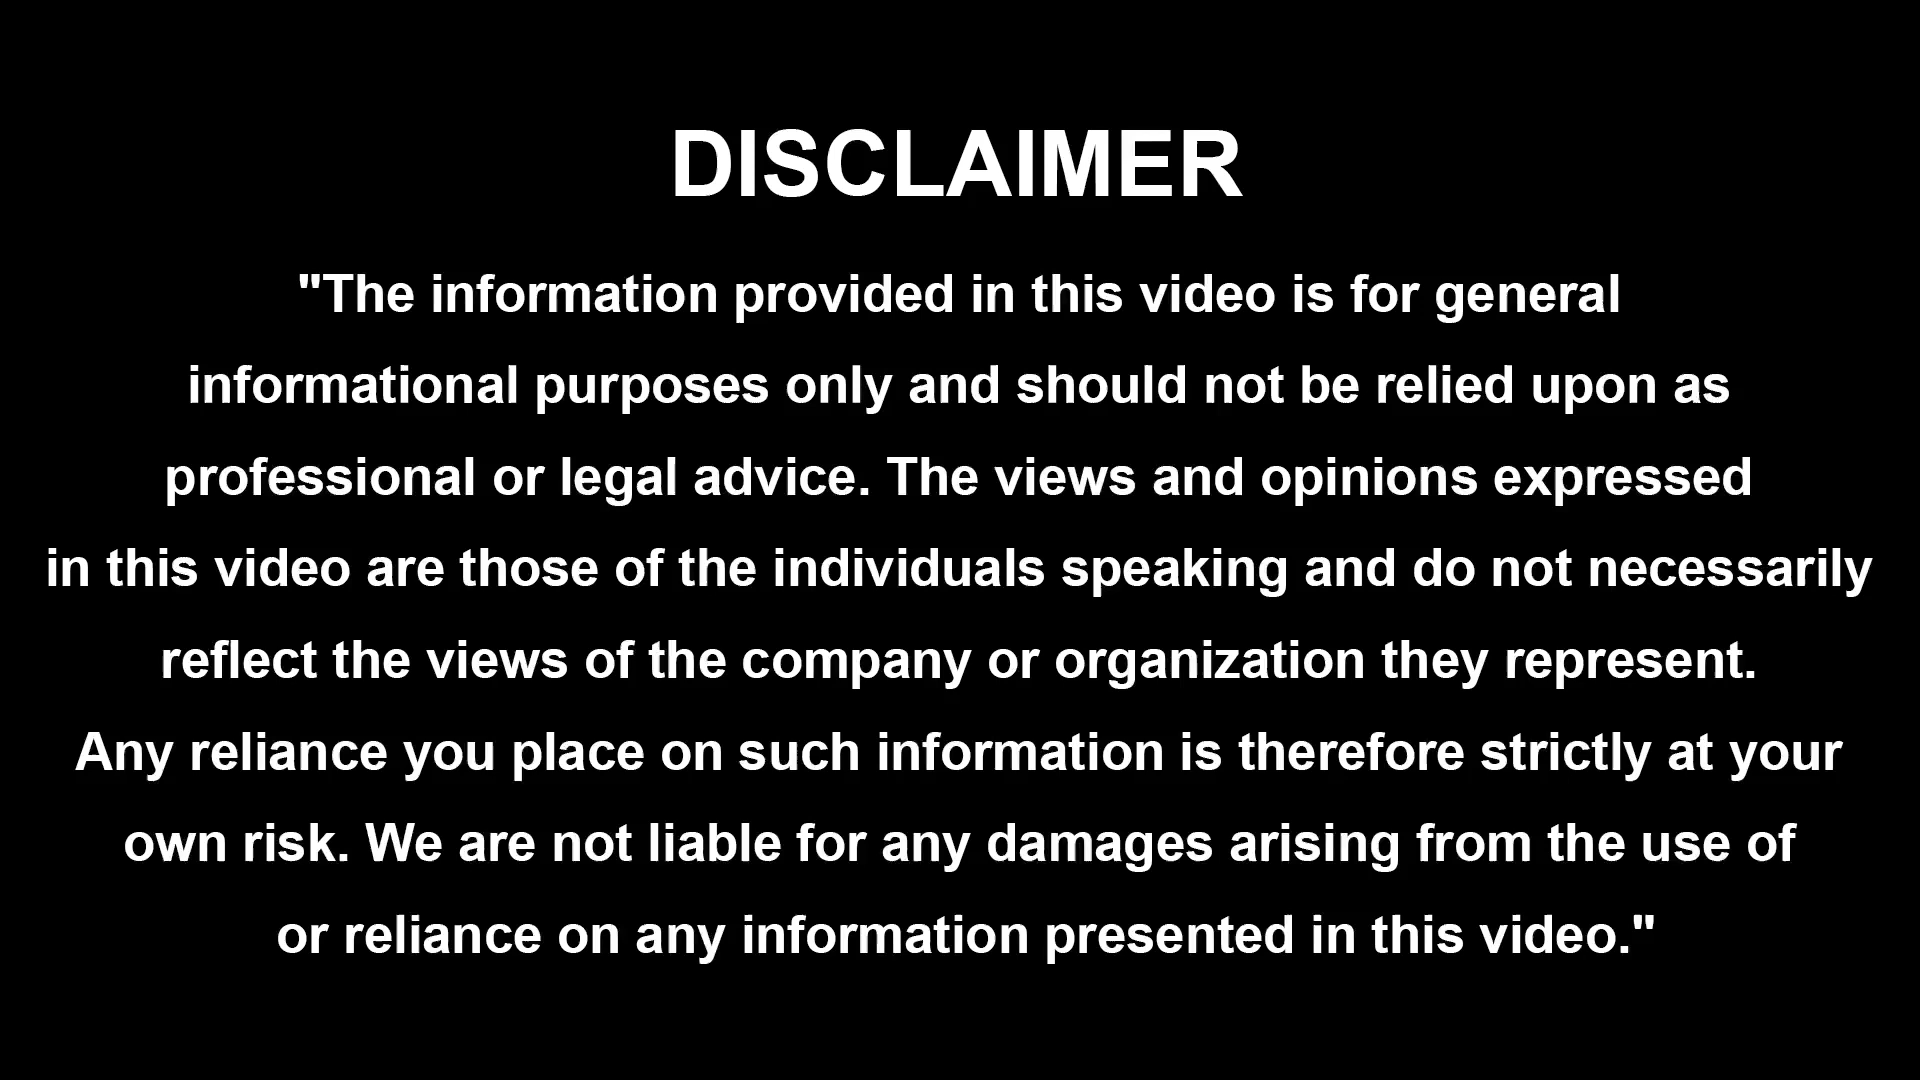 DISCLAIMER
"The information provided in this video is for general
informational purposes only and should not be relied upon as
professional or legal advice. The views and opinions expressed
in this video are those of the individuals speaking and do not necessarily
reflect the views of the company or organization they represent.
Any reliance you place on such information is therefore strictly at your
own risk. We are not liable for any damages arising from the use of
or reliance on any information presented in this video."